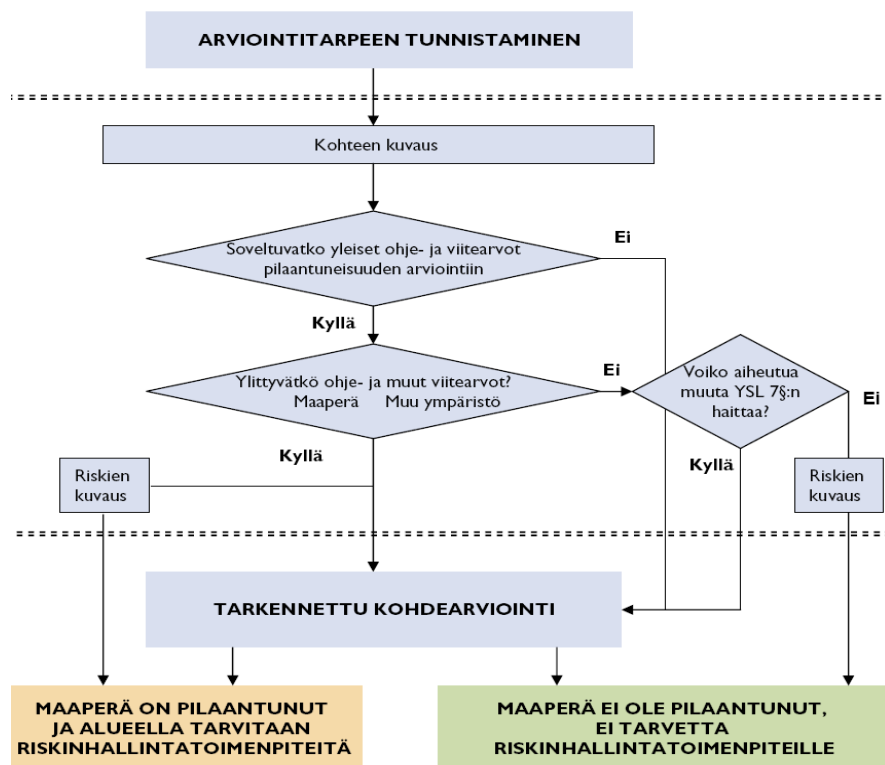 ARVIOINTITARPEEN TUNNISTAMINEN
Kohteen kuvaus
Soveltuvatko yleiset ohje- ja viitearvot
pilaantuneisuuden arviointiin
Ei
Kyllä
Ylittyvätkö ohje- ja muut viitearvot?
Maaperä Muu ympäristö
Ei
Voiko aiheutua
muuta YSL 7§:n
haittaa?
Ei
Kyllä
Kyllä
Riskien
kuvaus
Riskien
kuvaus
TARKENNETTU KOHDEARVIOINTI
MAAPERÄ ON PILAANTUNUT
JA ALUEELLA TARVITAAN
RISKINHALLINTATOIMENPITEITÄ
MAAPERÄ EI OLE PILAANTUNUT,
EI TARVETTA
RISKINHALLINTATOIMENPITEILLE